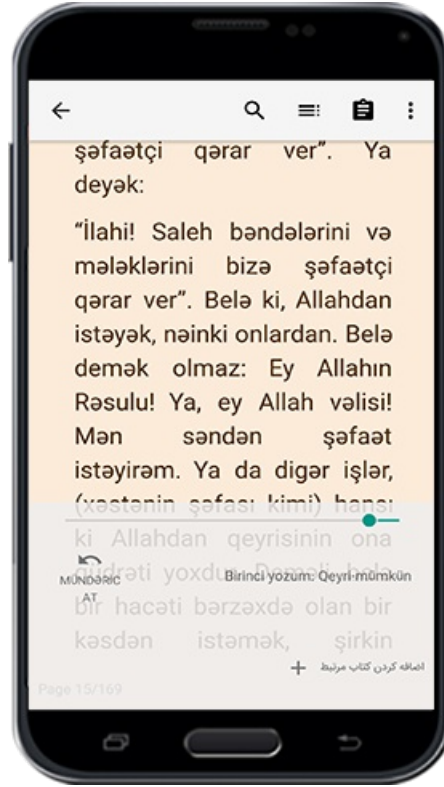 şəfaətçi qərar ver”. Ya
deyək:
“İlahi! Saleh bəndələrini və
mələklərini bizə şəfaətçi
qərar ver”. Belə ki, Allahdan
istəyək, nəinki onlardan. Belə
demək olmaz: Ey Allahın
Rəsulu! Ya, ey Allah vəlisi!
Mən səndən şəfaət
istəyirəm. Ya da digər işlər,
(xəstənin şəfası kimi) hansı
ki Allahdan qeyrisinin ona
qüdrəti yoxdur. Deməli belə
MÜNDƏRİC
AT
Birinci yozum: Qeyri-mümkün
bir hacəti bərzəxdə olan bir
kəsdən istəmək, şirkin
اضافه کردن کتاب مرتبط +
Page 15/169